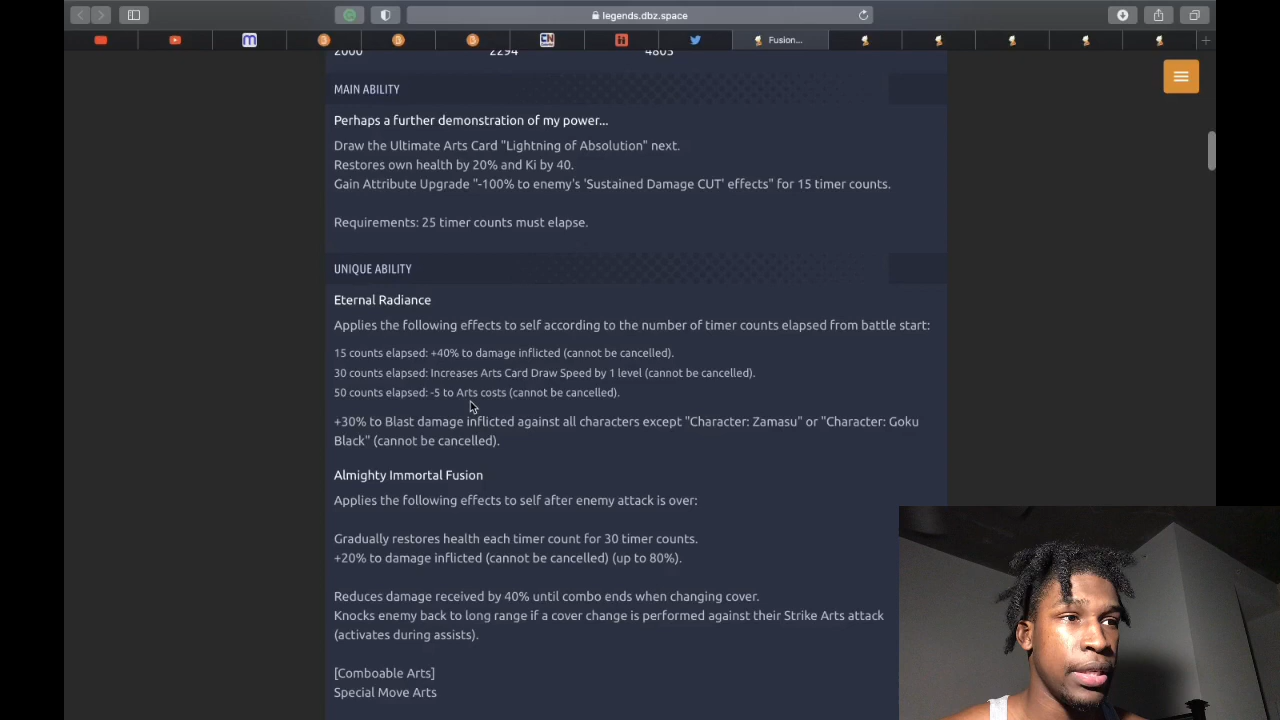 legends.dbz.space
Fusion...
2000 2294 4803
MAIN ABILITY
Perhaps a further demonstration of my power...
Draw the Ultimate Arts Card "Lightning of Absolution" next.
Restores own health by 20% and Ki by 40.
Gain Attribute Upgrade "-100% to enemy's 'Sustained Damage CUT' effects" for 15 timer counts.
Requirements: 25 timer counts must elapse.
UNIQUE ABILITY
Eternal Radiance
Applies the following effects to self according to the number of timer counts elapsed from battle start:
15 counts elapsed: +40% to damage inflicted (cannot be cancelled).
30 counts elapsed: Increases Arts Card Draw Speed by 1 level (cannot be cancelled).
50 counts elapsed: -5 to Arts costs (cannot be cancelled).
+30% to Blast damage inflicted against all characters except "Character: Zamasu" or "Character: Goku
Black" (cannot be cancelled).
Almighty Immortal Fusion
Applies the following effects to self after enemy attack is over:
Gradually restores health each timer count for 30 timer counts.
+20% to damage inflicted (cannot be cancelled) (up to 80%).
Reduces damage received by 40% until combo ends when changing cover.
Knocks enemy back to long range if a cover change is performed against their Strike Arts attack
(activates during assists).
[Comboable Arts]
Special Move Arts